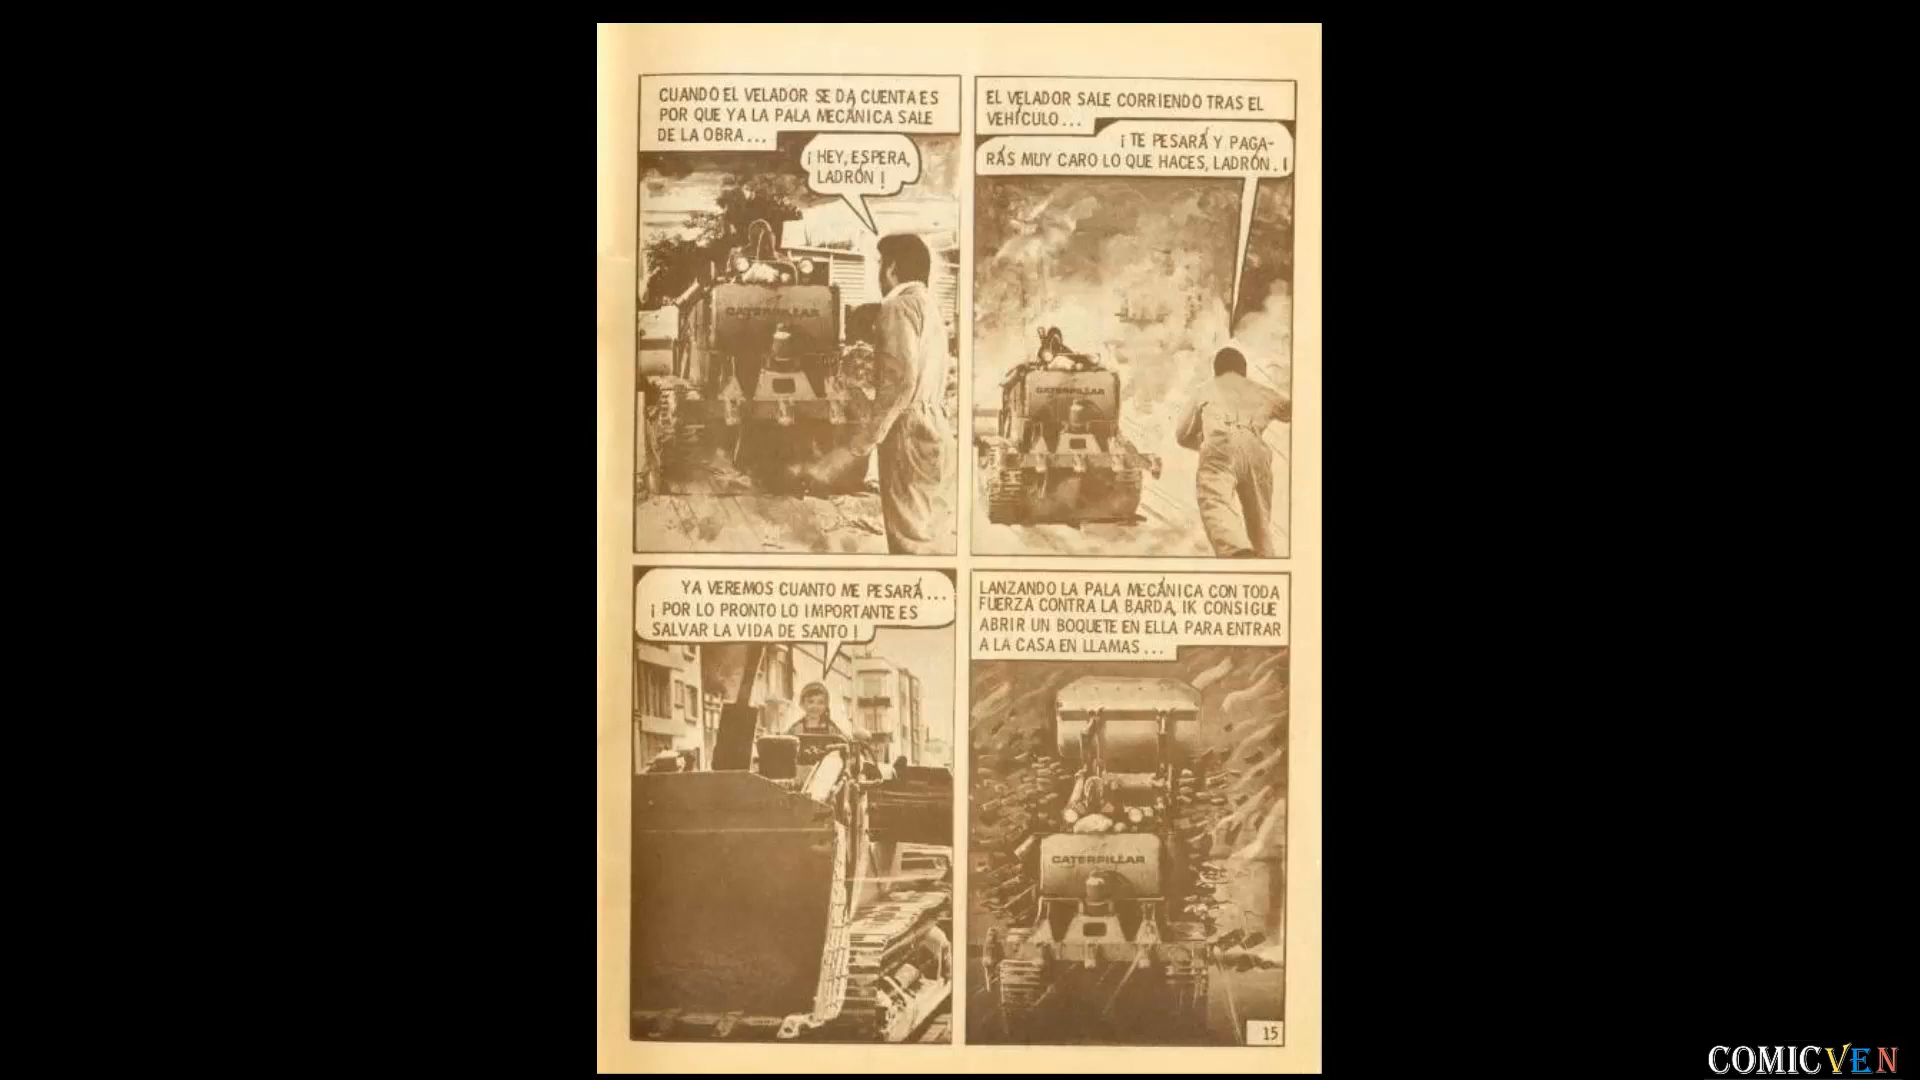 CUANDO EL VELADOR SE DA CUENTA ES
POR QUE YA LA PALA MECÁNICA SALE
DE LA OBRA...
¡HEY, ESPERA,
LADRÓN!
CATERPILLAR
EL VELADOR SALE CORRIENDO TRAS EL
VEHÍCULO...
¡TE PESARÁ Y PAGA-
RÁS MUY CARO LO QUE HACES, LADRÓN.!
CATERPILLAR
YA VEREMOS CUANTO ME PESARÁ...
¡POR LO PRONTO LO IMPORTANTE ES
SALVAR LA VIDA DE SANTO!
LANZANDO LA PALA MECÁNICA CON TODA
FUERZA CONTRA LA BARDA, IK CONSIGUE
ABRIR UN BOQUETE EN ELLA PARA ENTRAR
A LA CASA EN LLAMAS...
CATERPILLAR
15
COMICVEN